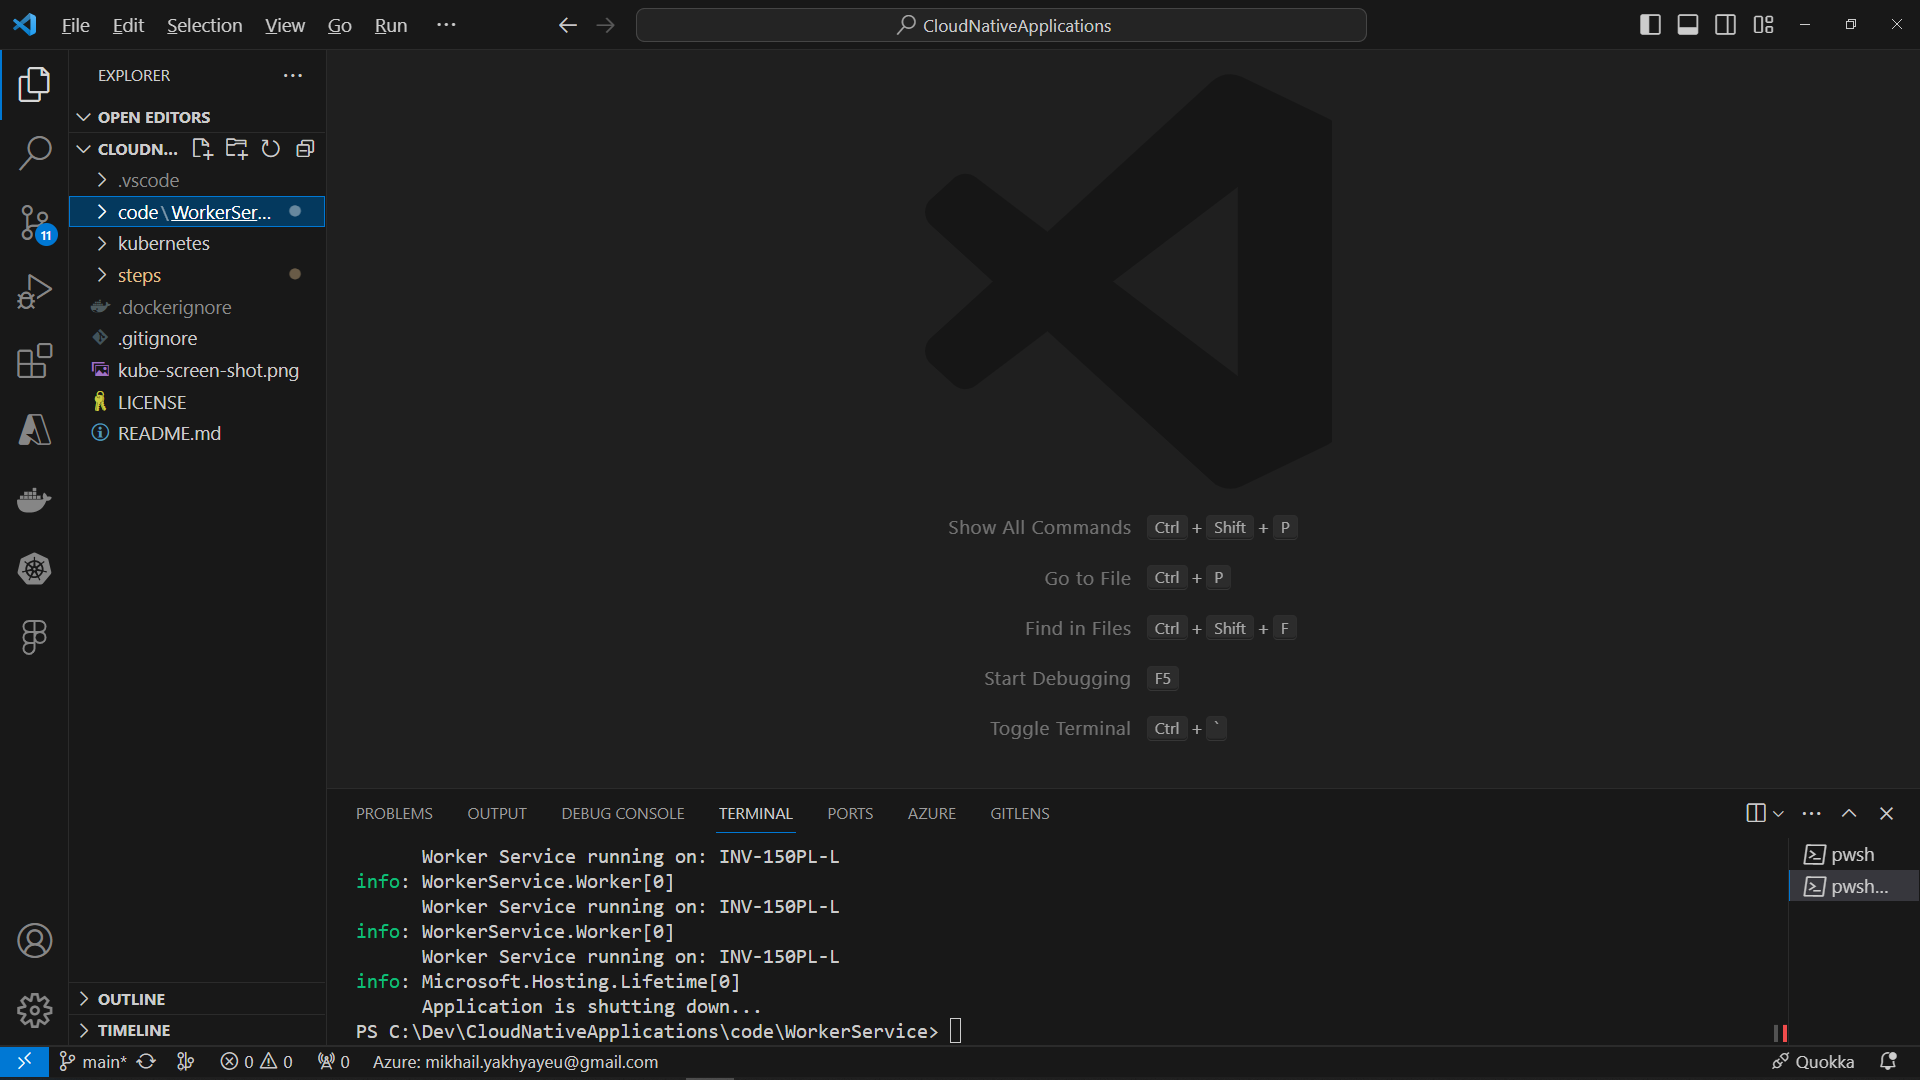 File Edit Selection View Go Run ···
CloudNativeApplications
EXPLORER
OPEN EDITORS
CLOUDN...
.vscode
code\WorkerSer...
kubernetes
steps
.dockerignore
.gitignore
kube-screen-shot.png
LICENSE
README.md
11
OUTLINE
TIMELINE
Show All Commands Ctrl + Shift + P
Go to File Ctrl + P
Find in Files Ctrl + Shift + F
Start Debugging F5
Toggle Terminal Ctrl + `
PROBLEMS OUTPUT DEBUG CONSOLE TERMINAL PORTS AZURE GITLENS
Worker Service running on: INV-150PL-L
info: WorkerService.Worker[0]
Worker Service running on: INV-150PL-L
info: WorkerService.Worker[0]
Worker Service running on: INV-150PL-L
info: Microsoft.Hosting.Lifetime[0]
Application is shutting down...
PS C:\Dev\CloudNativeApplications\code\WorkerService>
pwsh
pwsh...
main* 0 0 0 Azure: mikhail.yakhyayeu@gmail.com Quokka